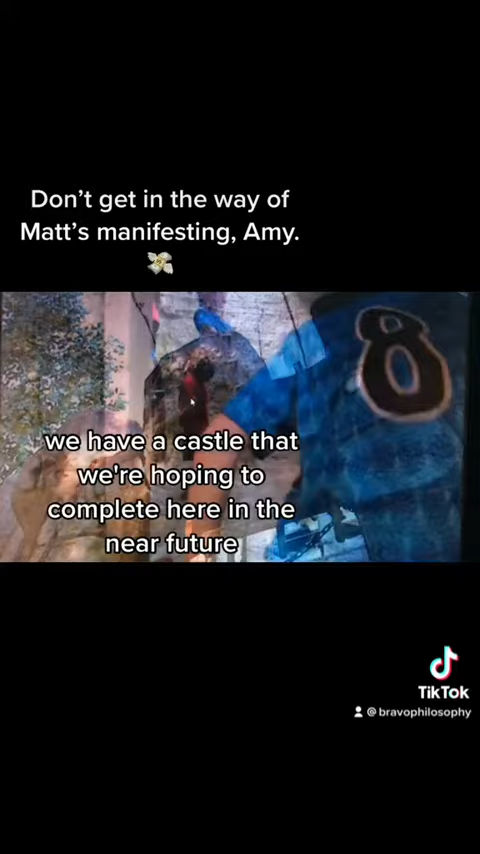 Don't get in the way of
Matt's manifesting, Amy.
💸
8
we have a castle that
we're hoping to
complete here in the
near future
TikTok
@bravophilosophy